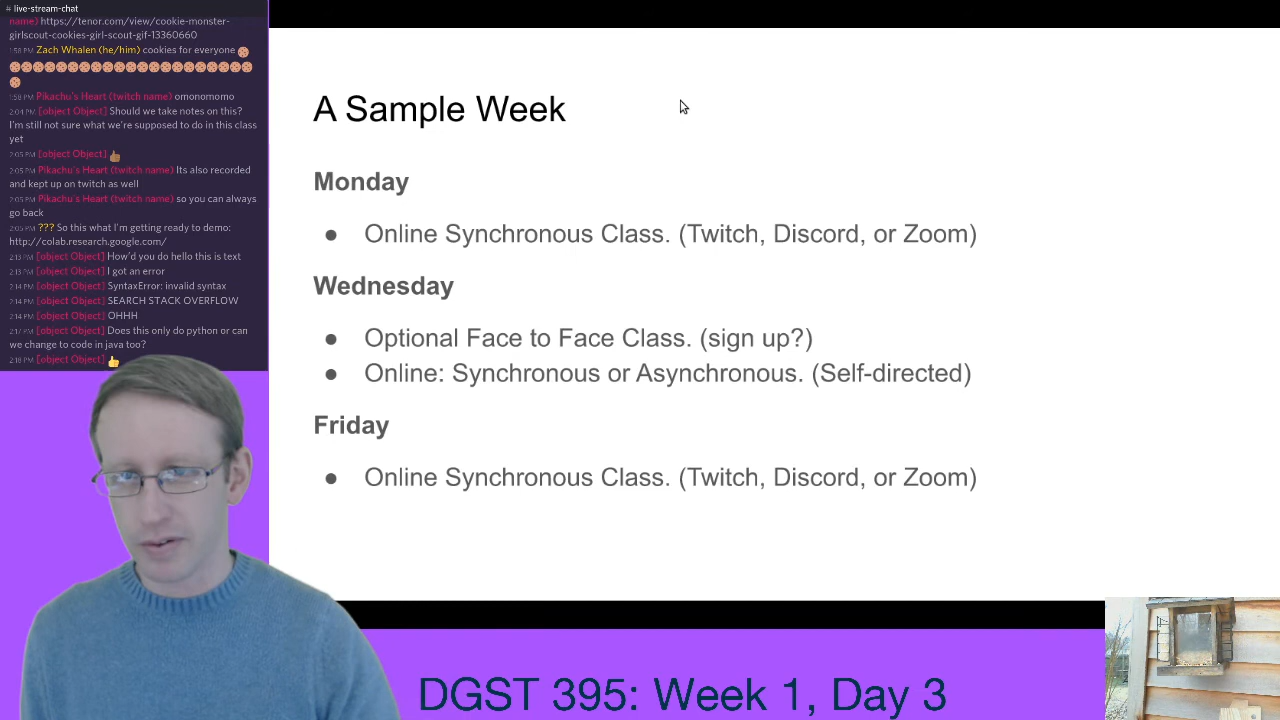 # live-stream-chat
name) https://tenor.com/view/cookie-monster-
girlscout-cookies-girl-scout-gif-13360660
1:58 PM Zach Whalen (he/him) cookies for everyone
1:58 PM Pikachu's Heart (twitch name) omonomomo
2:04 PM [object Object] Should we take notes on this?
I'm still not sure what we're supposed to do in this class
yet
2:05 PM [object Object]
2:05 PM Pikachu's Heart (twitch name) Its also recorded
and kept up on twitch as well
2:05 PM Pikachu's Heart (twitch name) so you can always
go back
2:05 PM ??? So this what I'm getting ready to demo:
http://colab.research.google.com/
2:13 PM [object Object] How'd you do hello this is text
2:13 PM [object Object] I got an error
2:14 PM [object Object] SyntaxError: invalid syntax
2:14 PM [object Object] SEARCH STACK OVERFLOW
2:14 PM [object Object] OHHH
2:17 PM [object Object] Does this only do python or can
we change to code in java too?
2:18 PM [object Object]
A Sample Week
Monday
● Online Synchronous Class. (Twitch, Discord, or Zoom)
Wednesday
● Optional Face to Face Class. (sign up?)
● Online: Synchronous or Asynchronous. (Self-directed)
Friday
● Online Synchronous Class. (Twitch, Discord, or Zoom)
DGST 395: Week 1, Day 3